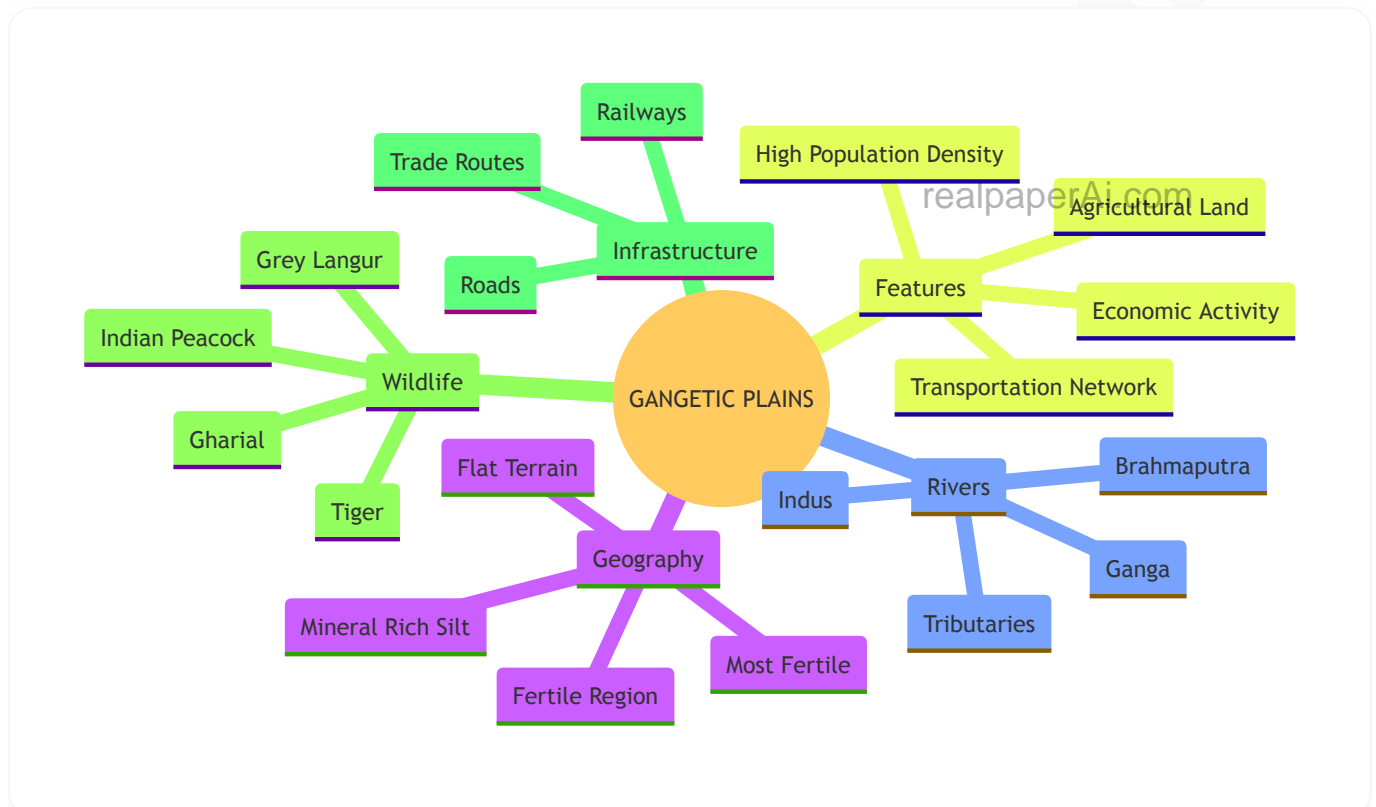 Railways
Trade Routes
High Population Density
realpaperAi.com
Agricultural Land
Grey Langur
Infrastructure
Roads
Features
Economic Activity
Indian Peacock
Wildlife
Transportation Network
GANGETIC PLAINS
Gharial
Flat Terrain
Brahmaputra
Indus
Rivers
Tiger
Geography
Ganga
Mineral Rich Silt
Tributaries
Most Fertile
Fertile Region